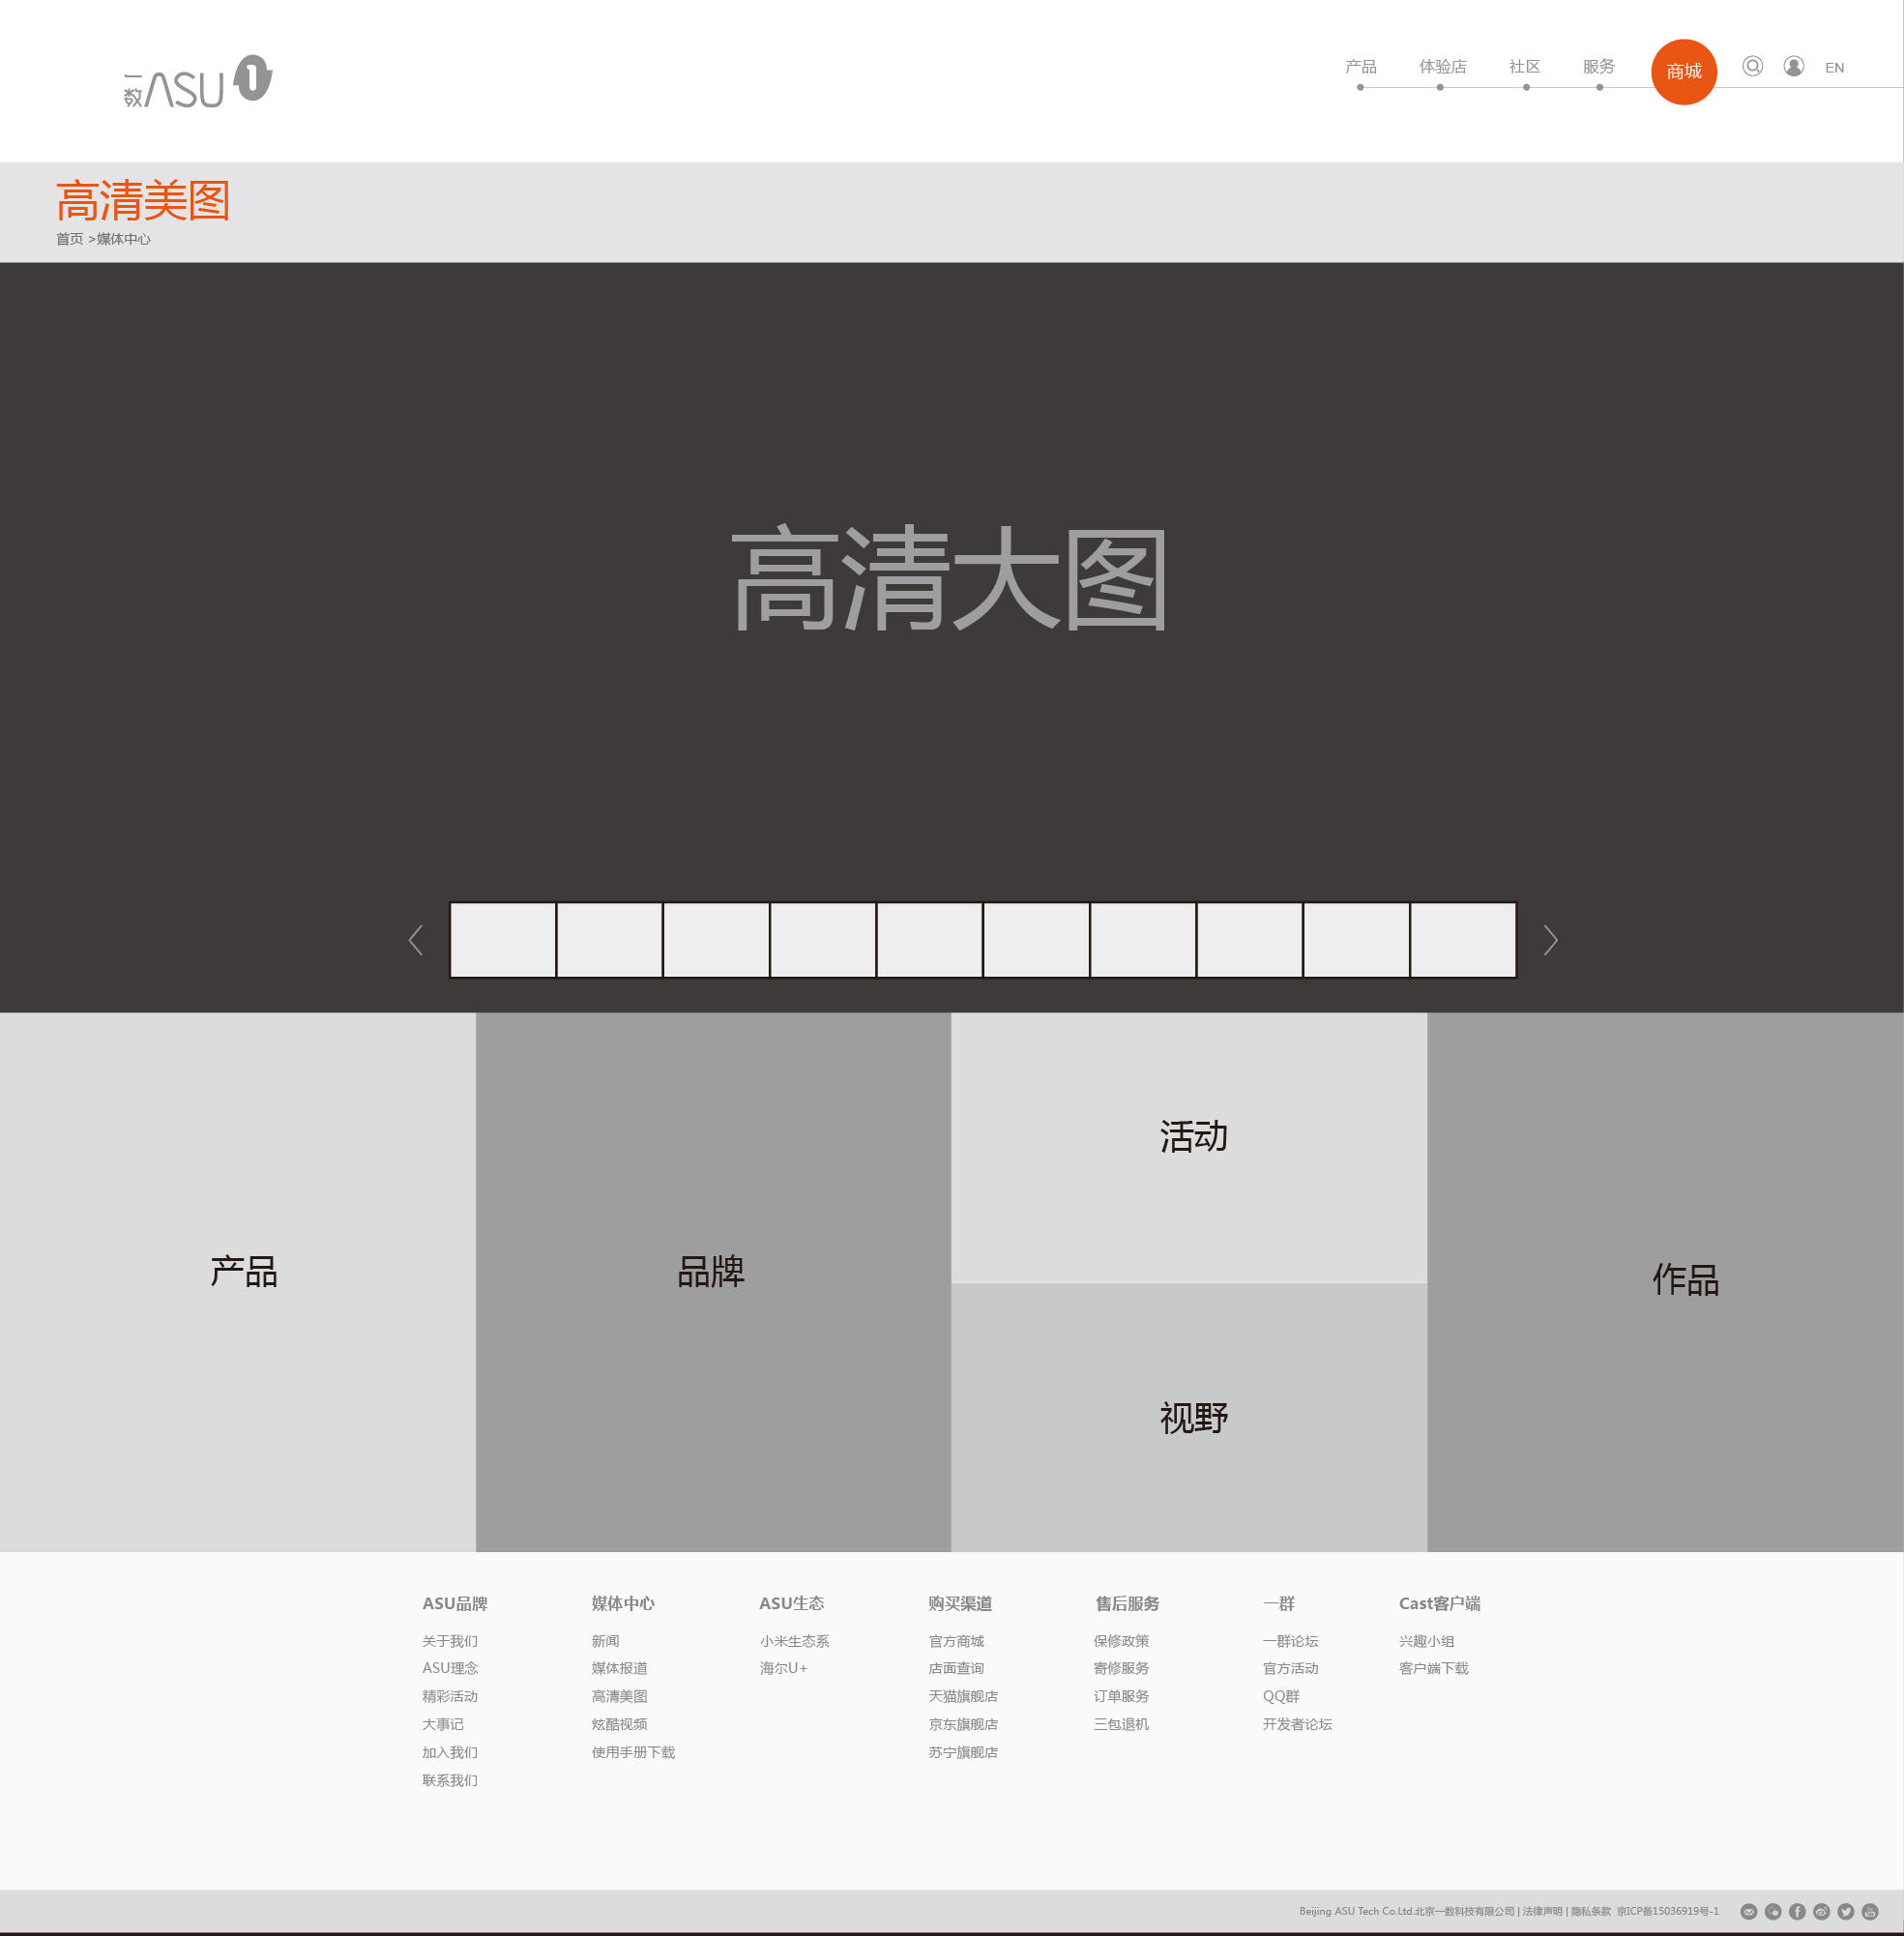 一数 ASU
产品 体验店 社区 服务 商城 EN
高清美图
首页 >媒体中心
高清大图
产品
品牌
活动
视野
作品
ASU品牌
关于我们
ASU理念
精彩活动
大事记
加入我们
联系我们
媒体中心
新闻
媒体报道
高清美图
炫酷视频
使用手册下载
ASU生态
小米生态系
海尔U+
购买渠道
官方商城
店面查询
天猫旗舰店
京东旗舰店
苏宁旗舰店
售后服务
保修政策
寄修服务
订单服务
三包退机
一群
一群论坛
官方活动
QQ群
开发者论坛
Cast客户端
兴趣小组
客户端下载
Beijing ASU Tech Co.Ltd.北京一数科技有限公司 | 法律声明 | 隐私条款 京ICP备15036919号-1